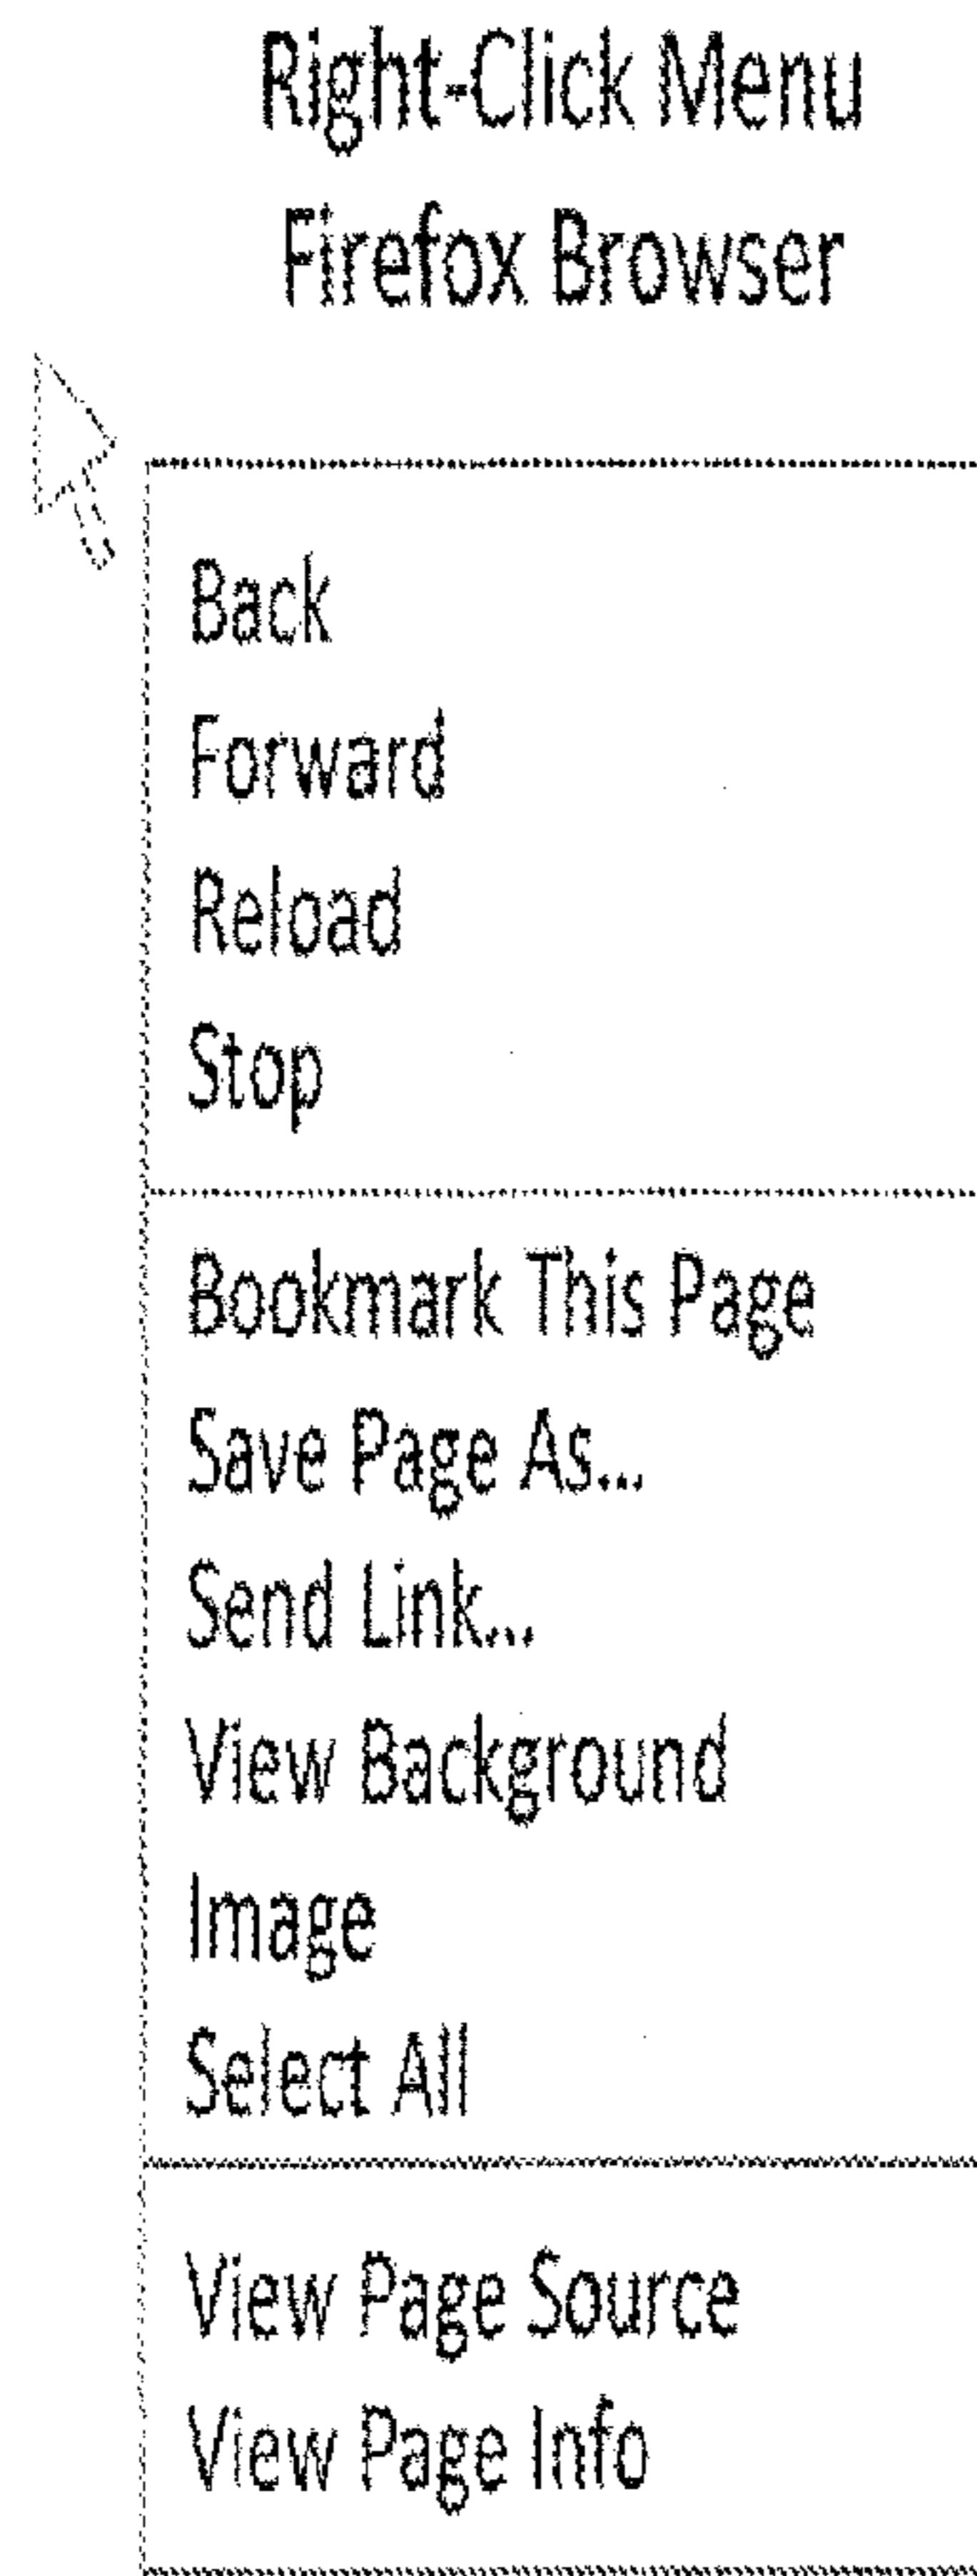 Right-Click Menu
Firefox Browser
Back
Forward
Reload
Stop
Bookmark This Page
Save Page As...
Send Link...
View Background
Image
Select All
View Page Source
View Page Info